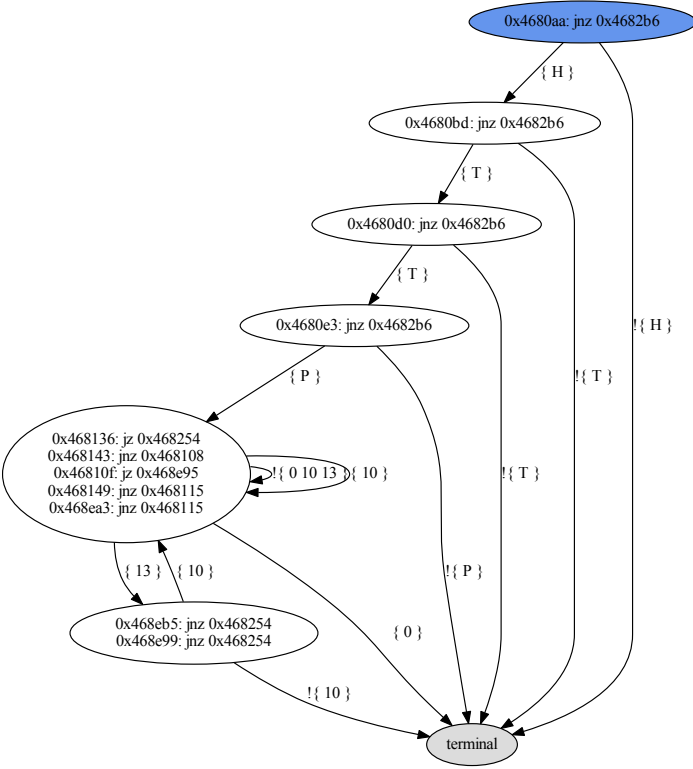 0x4680aa: jnz 0x4682b6
{ H }
0x4680bd: jnz 0x4682b6
{ T }
0x4680d0: jnz 0x4682b6
{ T }
0x4680e3: jnz 0x4682b6
!{ H }
{ P }
!{ T }
0x468136: jz 0x468254
0x468143: jnz 0x468108
0x46810f: jz 0x468e95
0x468149: jnz 0x468115
0x468ea3: jnz 0x468115
!{ 0 10 13 }
{ 10 }
!{ T }
{ 13 }
{ 10 }
!{ P }
0x468eb5: jnz 0x468254
0x468e99: jnz 0x468254
{ 0 }
!{ 10 }
terminal